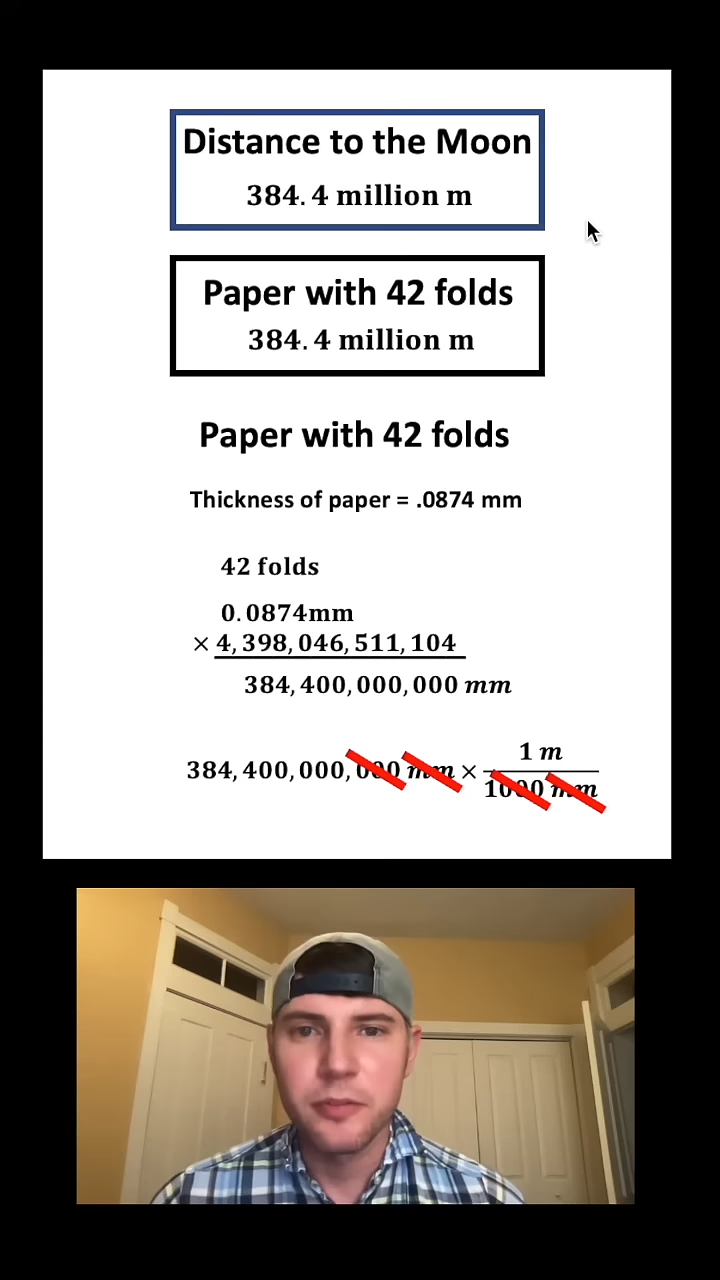 Distance to the Moon
384.4 million m
Paper with 42 folds
384.4 million m
Paper with 42 folds
Thickness of paper = .0874 mm
42 folds
0.0874mm
× 4,398,046,511,104
384,400,000,000 mm
384,400,000,000 mm × 1 m
1000 mm